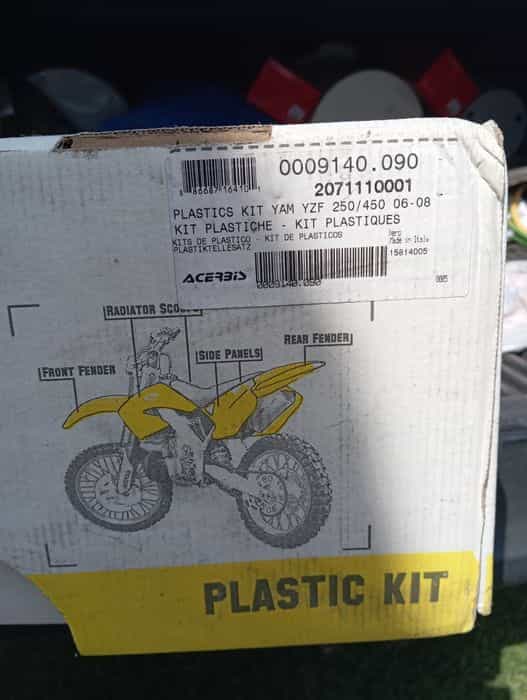 0009140.090
2071110001
PLASTICS KIT YAM YZF 250/450 06-08
KIT PLASTICHE - KIT PLASTIQUES
KITS DE PLASTICO - KIT DE PLASTICOS
PLASTIKTEILESATZ
Nero
Made in Italy
15814005
ACERBIS
0009140.090
005
RADIATOR
SIDE PANELS
REAR FENDER
FRONT FENDER
PLASTIC KIT